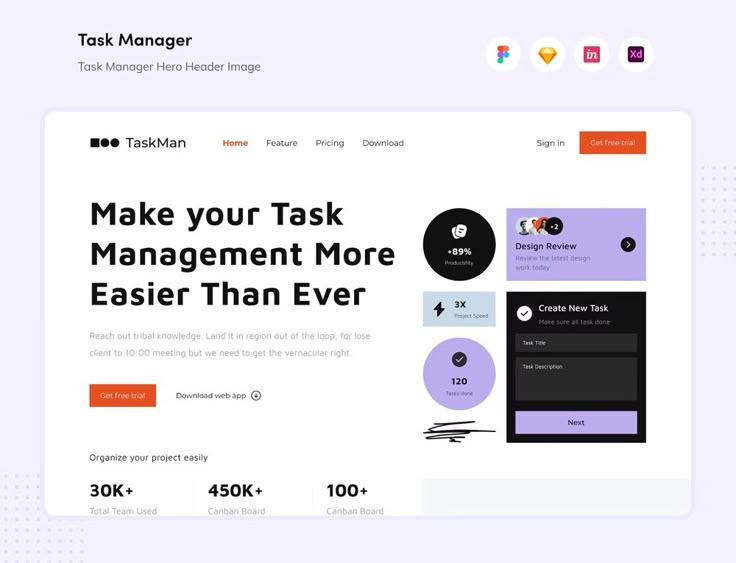 Task Manager
Task Manager Hero Header Image
in
Xd
TaskMan
Home
Feature
Pricing
Download
Sign in
Get free trial
Make your Task
Management More
Easier Than Ever
Reach out tribal knowledge. Land it in region out of the loop, for lose
client to 10:00 meeting but we need to get the vernacular right.
Get free trial
Download web app
+89%
Productifity
3X
Project Speed
120
Tasks done
+2
Design Review
Review the latest design
work today
Create New Task
Make sure all task done
Task Title
Task Description
Next
Organize your project easily
30K+
Total Team Used
450K+
Canban Board
100+
Canban Board